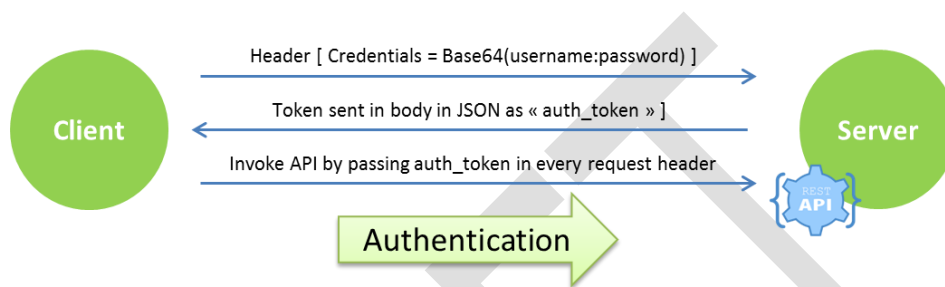 Header [ Credentials = Base64(username:password) ]
Client
Token sent in body in JSON as « auth_token » ]
Server
Invoke API by passing auth_token in every request header
REST
{API}
Authentication